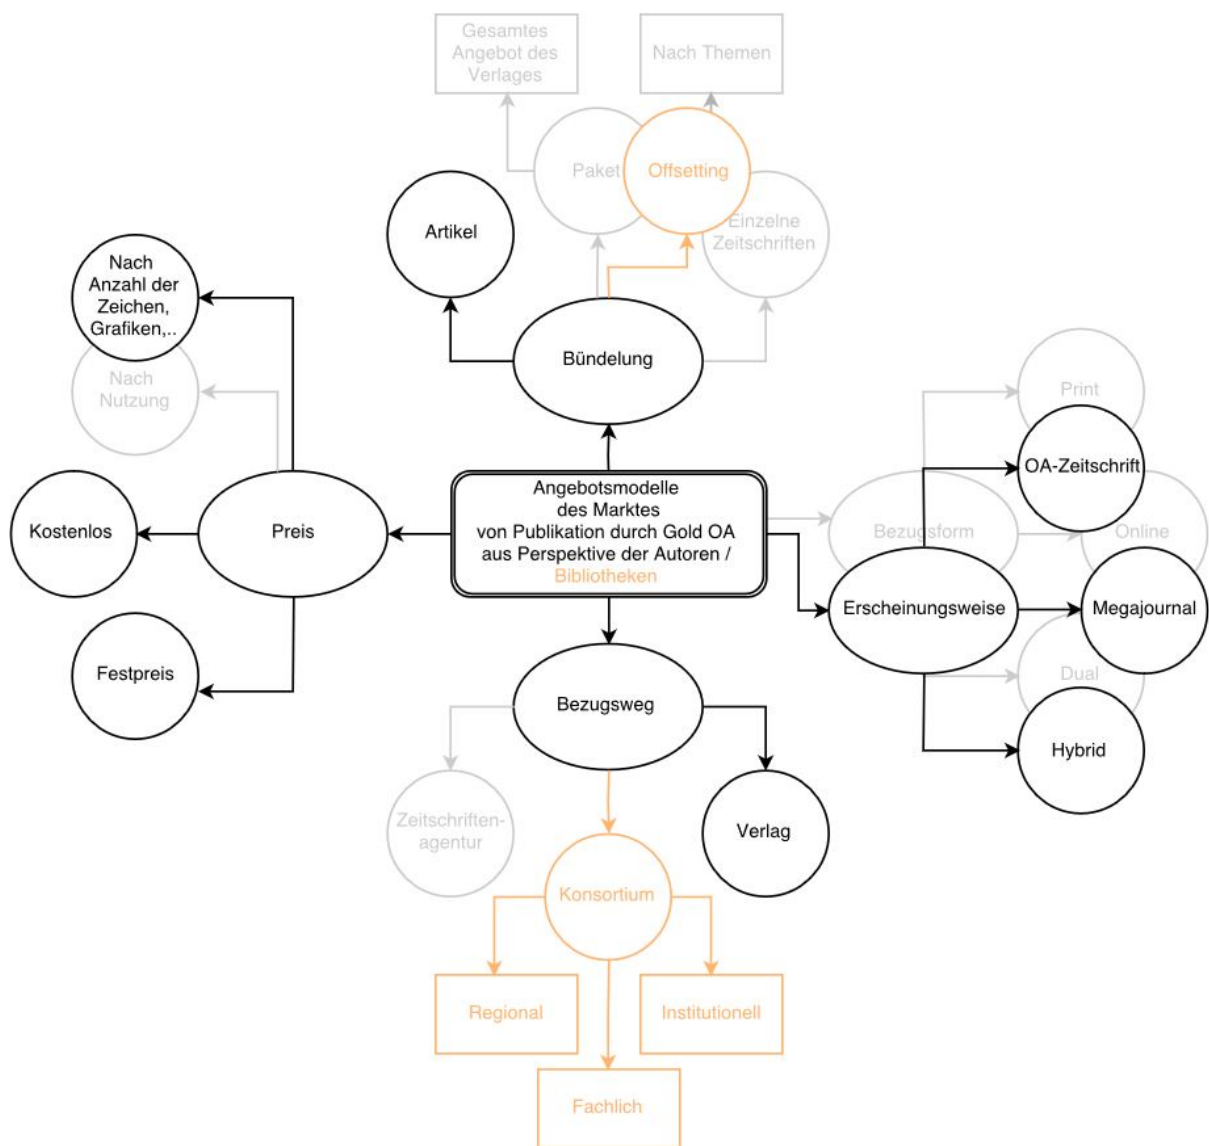 Gesamtes
Angebot des
Verlages
Nach Themen
Paket
Offsetting
Artikel
Einzelne
Zeitschriften
Nach
Anzahl der
Zeichen,
Grafiken,..
Nach
Nutzung
Bündelung
Print
OA-Zeitschrift
Kostenlos
Preis
Angebotsmodelle
des Marktes
von Publikation durch Gold OA
aus Perspektive der Autoren /
Bibliotheken
Bezugsform
Online
Erscheinungsweise
Megajournal
Festpreis
Bezugsweg
Dual
Hybrid
Zeitschriften-
agentur
Verlag
Konsortium
Regional
Institutionell
Fachlich